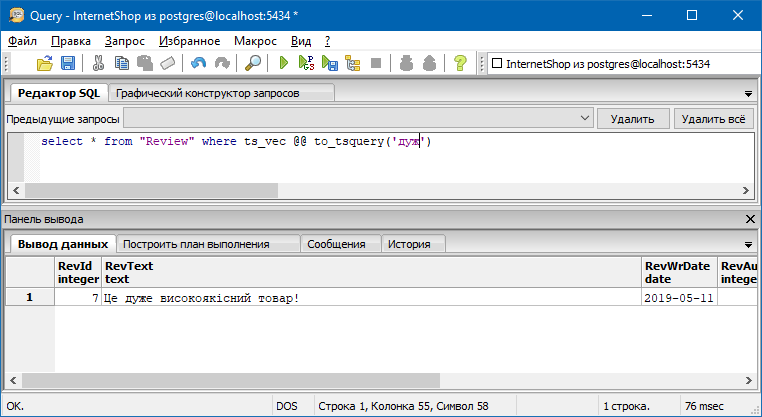 Query - InternetShop из postgres@localhost:5434 *
Файл Правка Запрос Избранное Макрос Вид ?
InternetShop из postgres@localhost:5434
Редактор SQL Графический конструктор запросов
Предыдущие запросы Удалить Удалить всё
select * from "Review" where ts_vec @@ to_tsquery('дуж')
Панель вывода
Вывод данных Построить план выполнения Сообщения История
RevId RevText RevWrDate RevAu
integer text date intege
1 7 Це дуже високоякісний товар! 2019-05-11
OK. DOS Строка 1, Колонка 55, Символ 58 1 строка. 76 msec